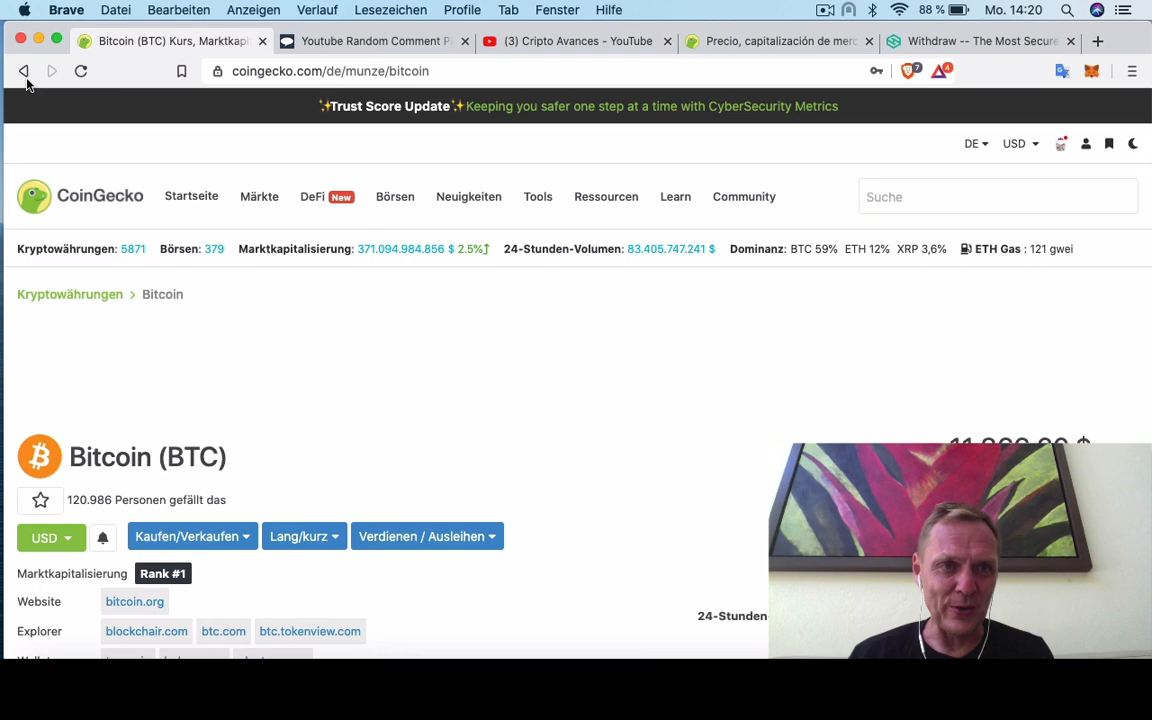 Brave Datei Bearbeiten Anzeigen Verlauf Lesezeichen Profile Tab Fenster Hilfe 88 % Mo. 14:20
Bitcoin (BTC) Kurs, Marktkapi Youtube Random Comment Pi (3) Cripto Avances - YouTube Precio, capitalización de merc Withdraw -- The Most Secure
coingecko.com/de/munze/bitcoin 7 4
✨Trust Score Update✨Keeping you safer one step at a time with CyberSecurity Metrics
DE USD
CoinGecko Startseite Märkte DeFi New Börsen Neuigkeiten Tools Ressourcen Learn Community Suche
Kryptowährungen: 5871 Börsen: 379 Marktkapitalisierung: 371.094.984.856 $ 2.5% 24-Stunden-Volumen: 83.405.747.241 $ Dominanz: BTC 59% ETH 12% XRP 3,6% ETH Gas : 121 gwei
Kryptowährungen > Bitcoin
Bitcoin (BTC)
120.986 Personen gefällt das
USD Kaufen/Verkaufen Lang/kurz Verdienen / Ausleihen
Marktkapitalisierung Rank #1
Website bitcoin.org
24-Stunden
Explorer blockchair.com btc.com btc.tokenview.com